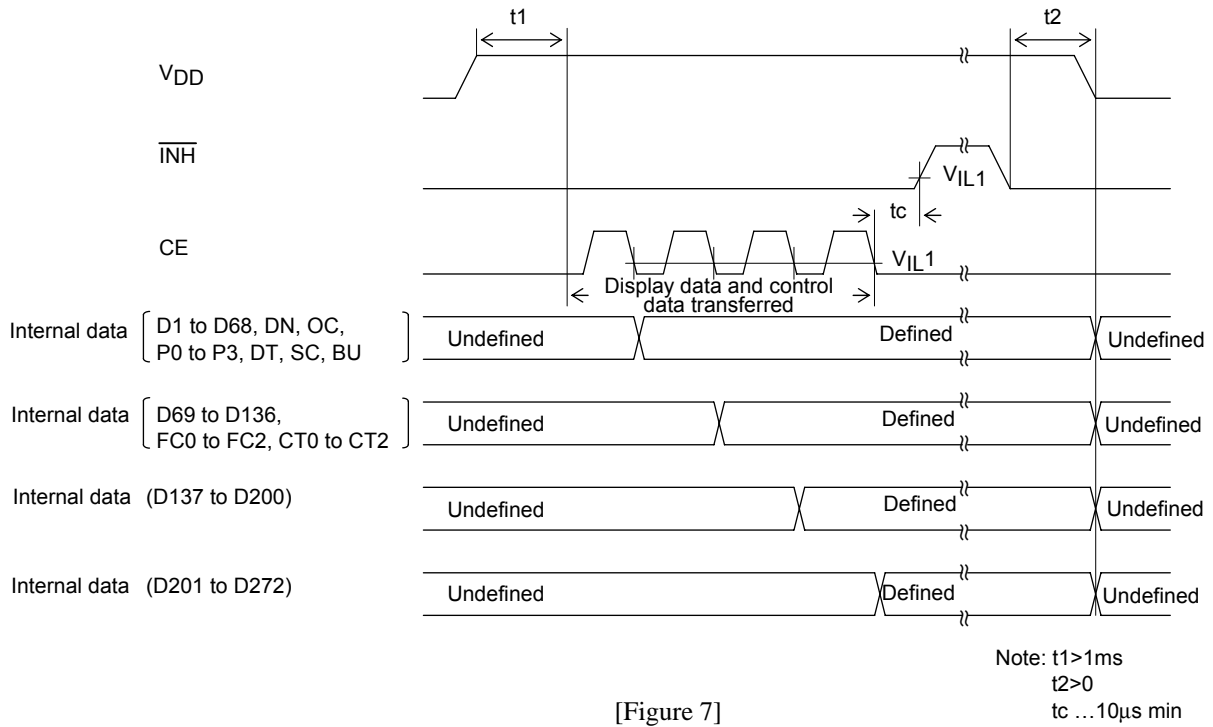 t1
t2
VDD
INH
VIL1
tc
CE
VIL1
Display data and control
data transferred
Internal data
D1 to D68, DN, OC,
P0 to P3, DT, SC, BU
Undefined
Defined
Undefined
Internal data
D69 to D136,
FC0 to FC2, CT0 to CT2
Undefined
Defined
Undefined
Internal data (D137 to D200)
Undefined
Defined
Undefined
Internal data (D201 to D272)
Undefined
Defined
Undefined
Note: t1>1ms
t2>0
tc …10μs min
[Figure 7]